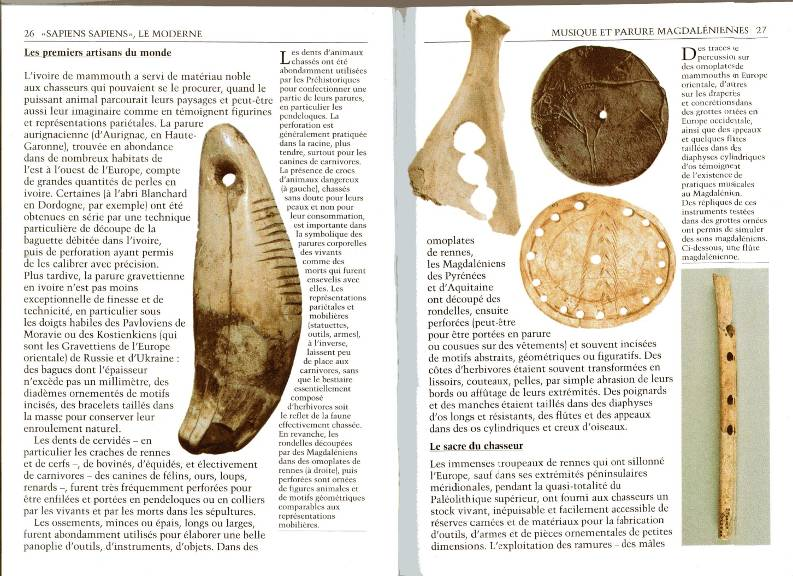 26 «SAPIENS SAPIENS», LE MODERNE
Les premiers artisans du monde
L'ivoire de mammouth a servi de matériau noble
aux chasseurs qui pouvaient se le procurer, quand le
puissant animal parcourait leurs paysages et peut-être
aussi leur imaginaire comme en témoignent figurines
et représentations pariétales. La parure
aurignacienne (d'Aurignac, en Haute-
Garonne), trouvée en abondance
dans de nombreux habitats de
l'est à l'ouest de l'Europe, compte
de grandes quantités de perles en
ivoire. Certaines (à l'abri Blanchard
en Dordogne, par exemple) ont été
obtenues en série par une technique
particulière de découpe de la
baguette débitée dans l'ivoire,
puis de perforation ayant permis
de les calibrer avec précision.
Plus tardive, la parure gravettienne
en ivoire n'est pas moins
exceptionnelle de finesse et de
technicité, en particulier sous
les doigts habiles des Pavloviens de
Moravie ou des Kostienkiens (qui
sont les Gravettiens de l'Europe
orientale) de Russie et d'Ukraine :
des bagues dont l'épaisseur
n'excède pas un millimètre, des
diadèmes ornementés de motifs
incisés, des bracelets taillés dans
la masse pour conserver leur
enroulement naturel.
Les dents de cervidés – en
particulier les craches de rennes
et de cerfs –, de bovinés, d'équidés, et électivement
de carnivores – des canines de félins, ours, loups,
renards –, furent très fréquemment perforées pour
être enfilées et portées en pendeloques ou en colliers
par les vivants et par les morts dans les sépultures.
Les ossements, minces ou épais, longs ou larges,
furent abondamment utilisés pour élaborer une belle
panoplie d'outils, d'instruments, d'objets. Dans des
Les dents d'animaux
chassés ont été
abondamment utilisées
par les Préhistoriques
pour confectionner une
partie de leurs parures,
en particulier les
pendeloques. La
perforation est
généralement pratiquée
dans la racine, plus
tendre, surtout pour les
canines de carnivores.
La présence de crocs
d'animaux dangereux
(à gauche), chassés
sans doute pour leurs
peaux et non pour
leur consommation,
est importante dans
la symbolique des
parures corporelles
des vivants
comme des
morts qui furent
ensevelis avec
elles. Les
représentations
pariétales et
mobilières
(statuettes,
outils, armes),
à l'inverse,
laissent peu
de place aux
carnivores, sans
que le bestiaire
essentiellement
composé
d'herbivores soit
le reflet de la faune
effectivement chassée.
En revanche, les
rondelles découpées
par des Magdaléniens
dans des omoplates de
rennes (à droite), puis
perforées sont ornées
de figures animales et
de motifs géométriques
comparables aux
représentations
mobilières.
MUSIQUE ET PARURE MAGDALÉNIENNES 27
omoplates
de rennes,
les Magdaléniens
des Pyrénées
et d'Aquitaine
ont découpé des
rondelles, ensuite
perforées (peut-être
pour être portées en parure
ou cousues sur des vêtements) et souvent incisées
de motifs abstraits, géométriques ou figuratifs. Des
côtes d'herbivores étaient souvent transformées en
lissoirs, couteaux, pelles, par simple abrasion de leurs
bords ou affûtage de leurs extrémités. Des poignards
et des manches étaient taillés dans des diaphyses
d'os longs et résistants, des flûtes et des appeaux
dans des os cylindriques et creux d'oiseaux.
Le sacre du chasseur
Les immenses troupeaux de rennes qui ont sillonné
l'Europe, sauf dans ses extrémités péninsulaires
méridionales, pendant la quasi-totalité du
Paléolithique supérieur, ont fourni aux chasseurs un
stock vivant, inépuisable et facilement accessible de
réserves carnées et de matériaux pour la fabrication
d'outils, d'armes et de pièces ornementales de petites
dimensions. L'exploitation des ramures – des mâles
Des traces de
percussion sur
des omoplates de
mammouths en Europe
orientale, d'autres
sur les draperies
et concrétions dans
des grottes ornées en
Europe occidentale,
ainsi que des appeaux
et quelques flûtes
taillées dans des
diaphyses cylindriques
d'os témoignent
de l'existence de
pratiques musicales
au Magdalénien.
Des répliques de ces
instruments testées
dans des grottes ornées
ont permis de simuler
des sons magdaléniens.
Ci-dessous, une flûte
magdalénienne.